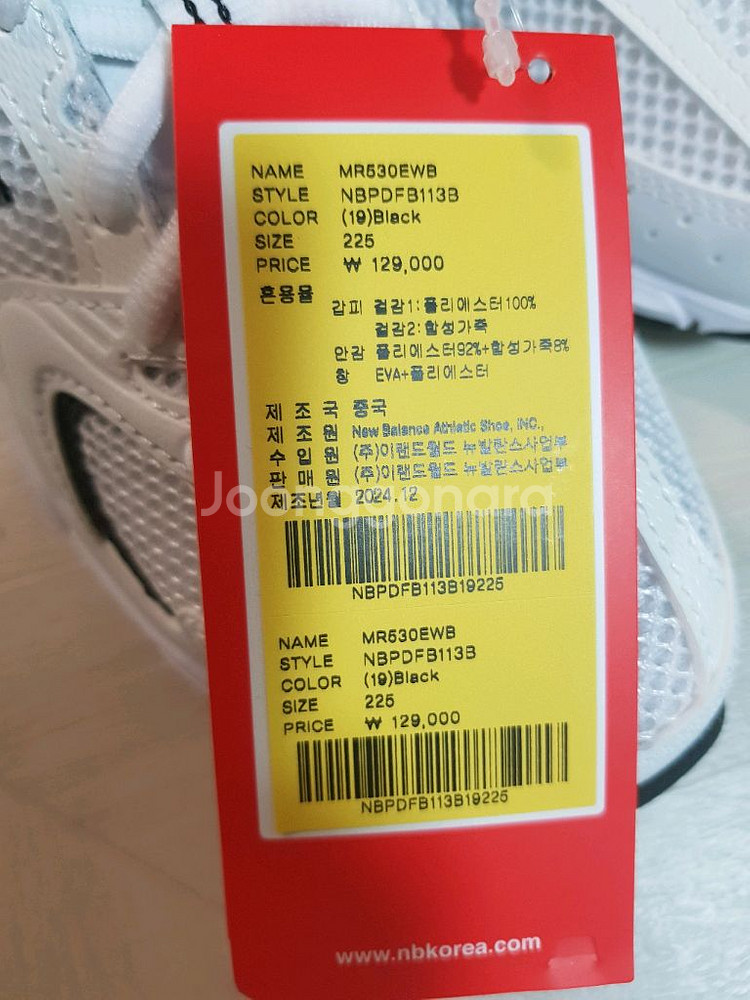 NAME MR530EWB
STYLE NBPDFB113B
COLOR (19)Black
SIZE 225
PRICE ₩ 129,000
혼용율
갑피 겉감1:폴리에스터100%
겉감2:합성가죽
안감 폴리에스터92%+합성가죽8%
창 EVA+폴리에스터
제조국 중국
제조원 New Balance Athletic Shoe, INC.,
수입원 (주)이랜드월드 뉴발란스사업부
판매원 (주)이랜드월드 뉴발란스사업부
제조년월 2024.12
Joonggonara
NBPDFB113B19225
NAME MR530EWB
STYLE NBPDFB113B
COLOR (19)Black
SIZE 225
PRICE ₩ 129,000
NBPDFB113B19225
www.nbkorea.com